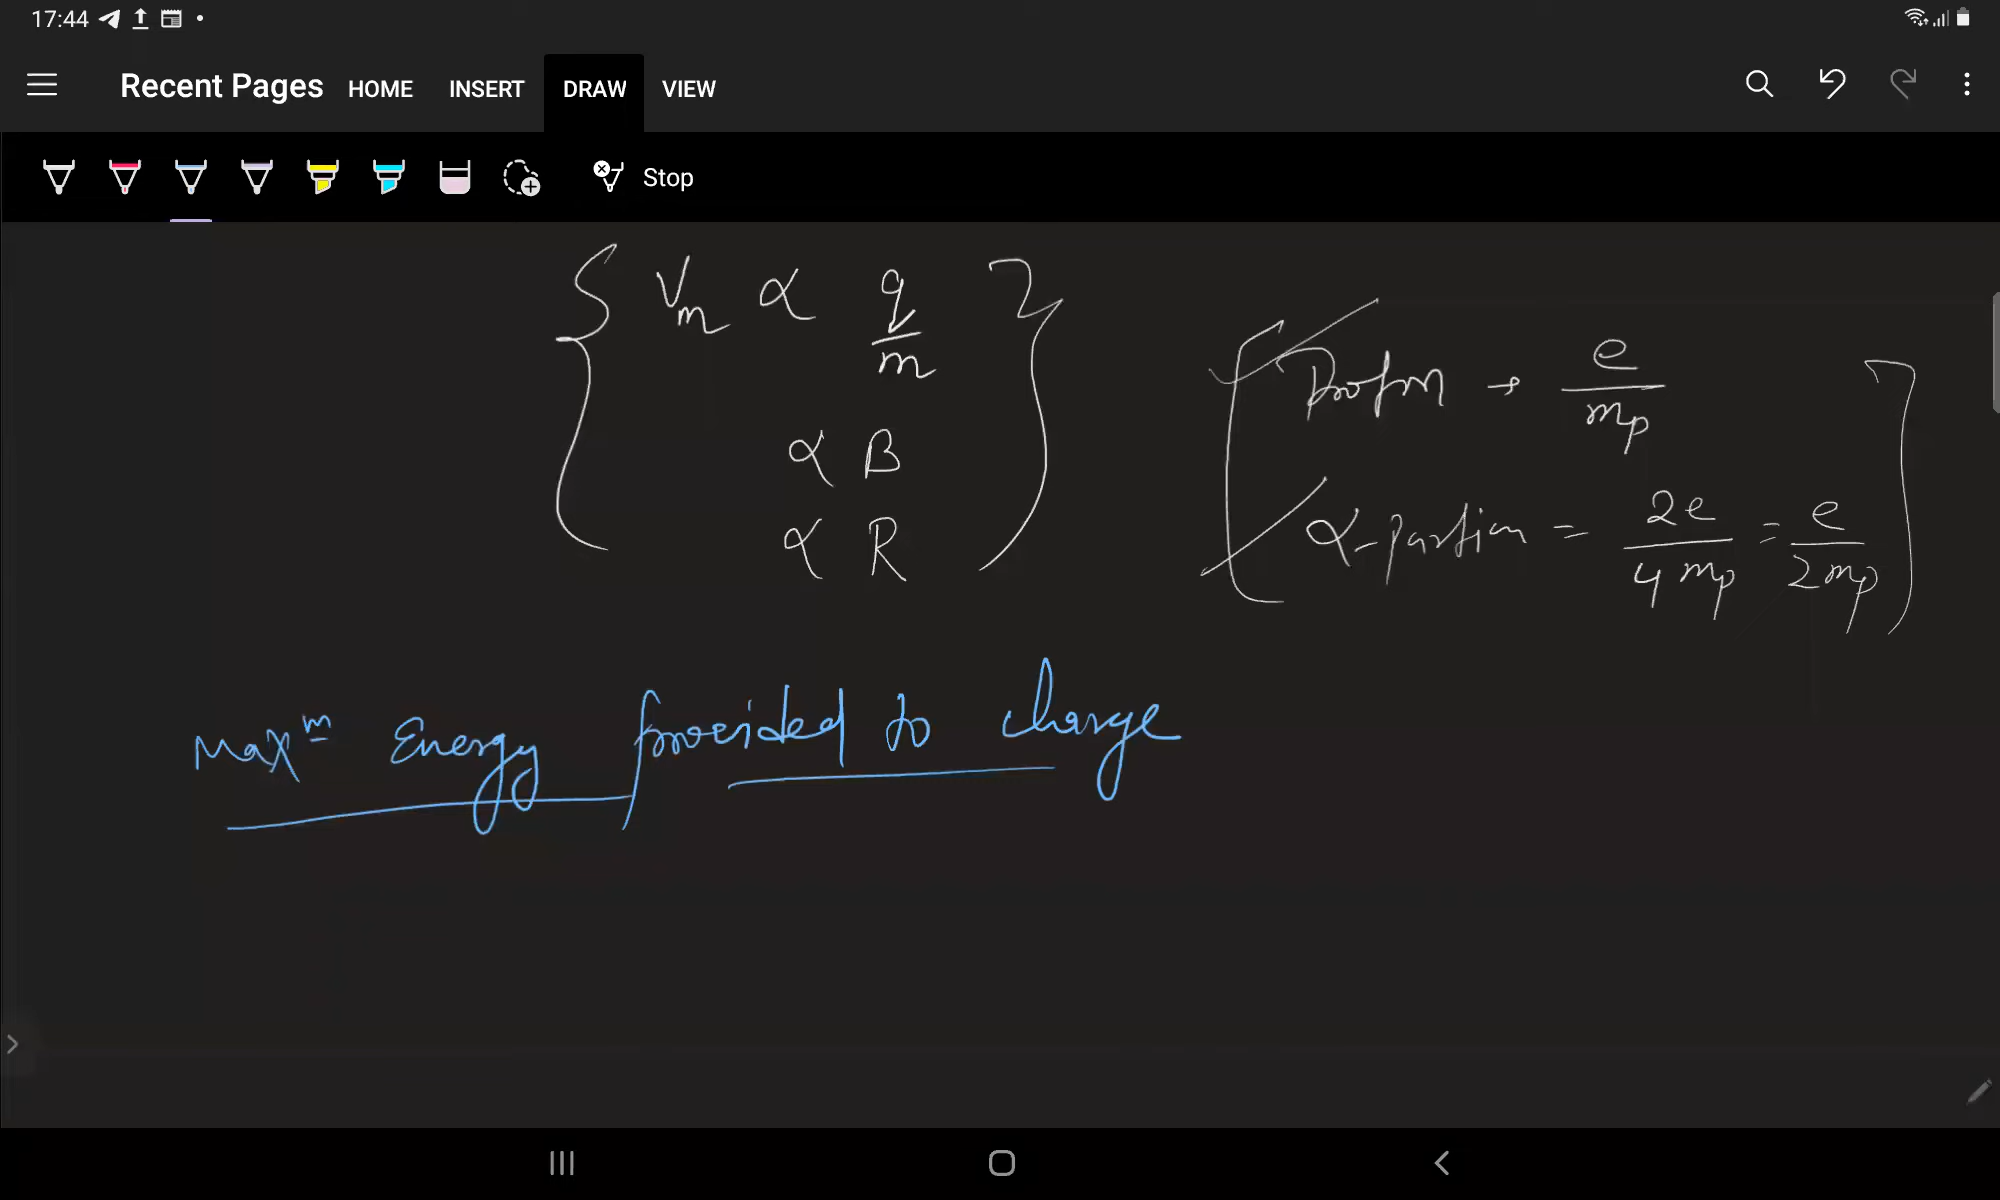 17:44
Recent Pages HOME INSERT DRAW VIEW
Stop
Vm α q/m
α B
α R
Proton → e/mp
α-particle = 2e/4mp = e/2mp
Maxᵐ Energy provided to charge